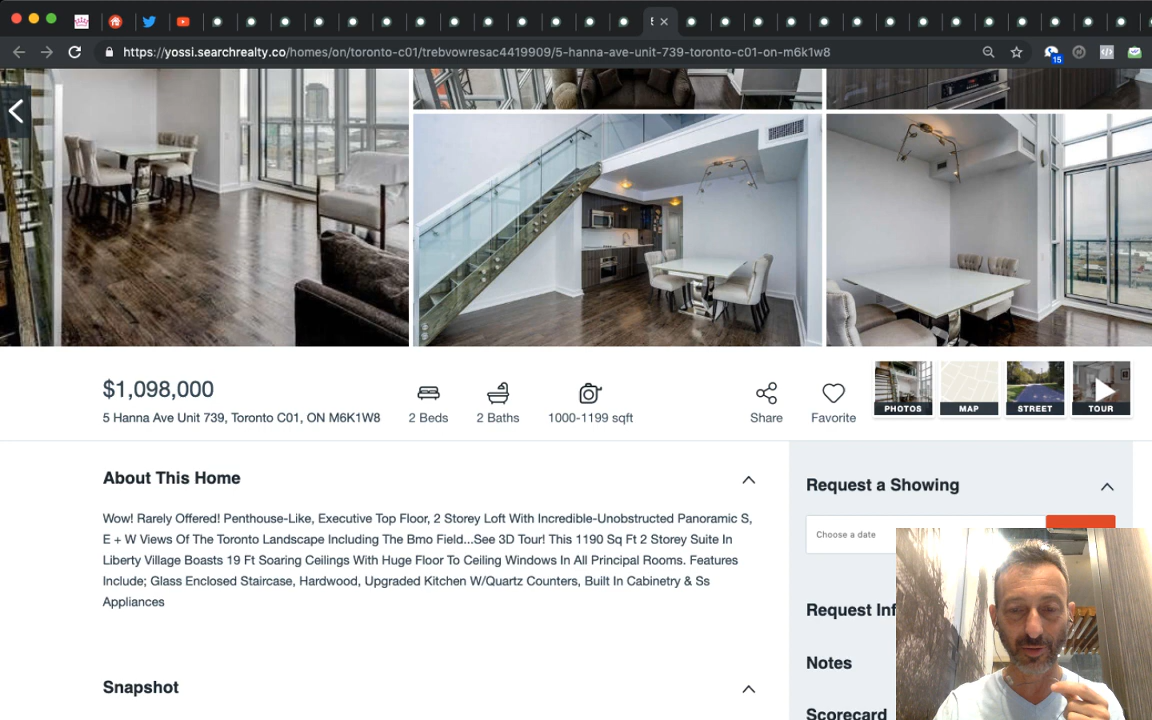 https://yossi.searchrealty.co/homes/on/toronto-c01/trebvowresac4419909/5-hanna-ave-unit-739-toronto-c01-on-m6k1w8
15
$1,098,000
5 Hanna Ave Unit 739, Toronto C01, ON M6K1W8
2 Beds
2 Baths
1000-1199 sqft
Share
Favorite
PHOTOS
MAP
STREET
TOUR
About This Home
Wow! Rarely Offered! Penthouse-Like, Executive Top Floor, 2 Storey Loft With Incredible-Unobstructed Panoramic S,
E + W Views Of The Toronto Landscape Including The Bmo Field...See 3D Tour! This 1190 Sq Ft 2 Storey Suite In
Liberty Village Boasts 19 Ft Soaring Ceilings With Huge Floor To Ceiling Windows In All Principal Rooms. Features
Include; Glass Enclosed Staircase, Hardwood, Upgraded Kitchen W/Quartz Counters, Built In Cabinetry & Ss
Appliances
Snapshot
Request a Showing
Choose a date
Request Inf
Notes
Scorecard